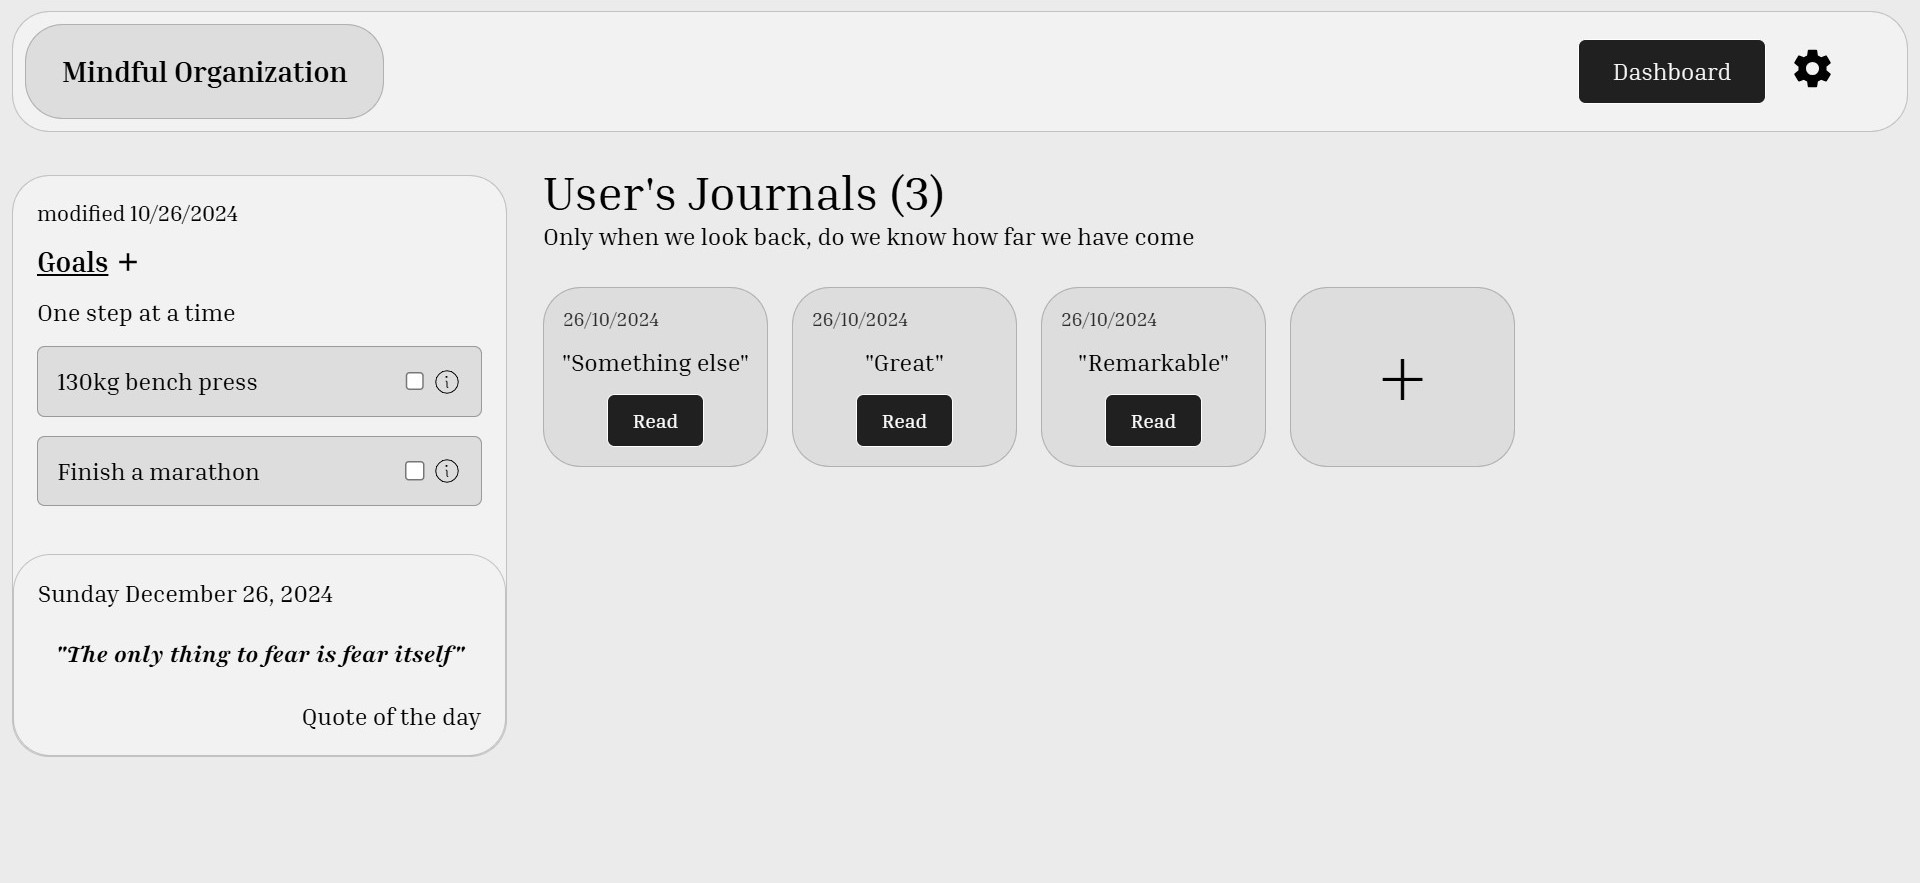 Mindful Organization
Dashboard
modified 10/26/2024
Goals +
One step at a time
130kg bench press
Finish a marathon
Sunday December 26, 2024
"The only thing to fear is fear itself"
Quote of the day
User's Journals (3)
Only when we look back, do we know how far we have come
26/10/2024
"Something else"
Read
26/10/2024
"Great"
Read
26/10/2024
"Remarkable"
Read
+